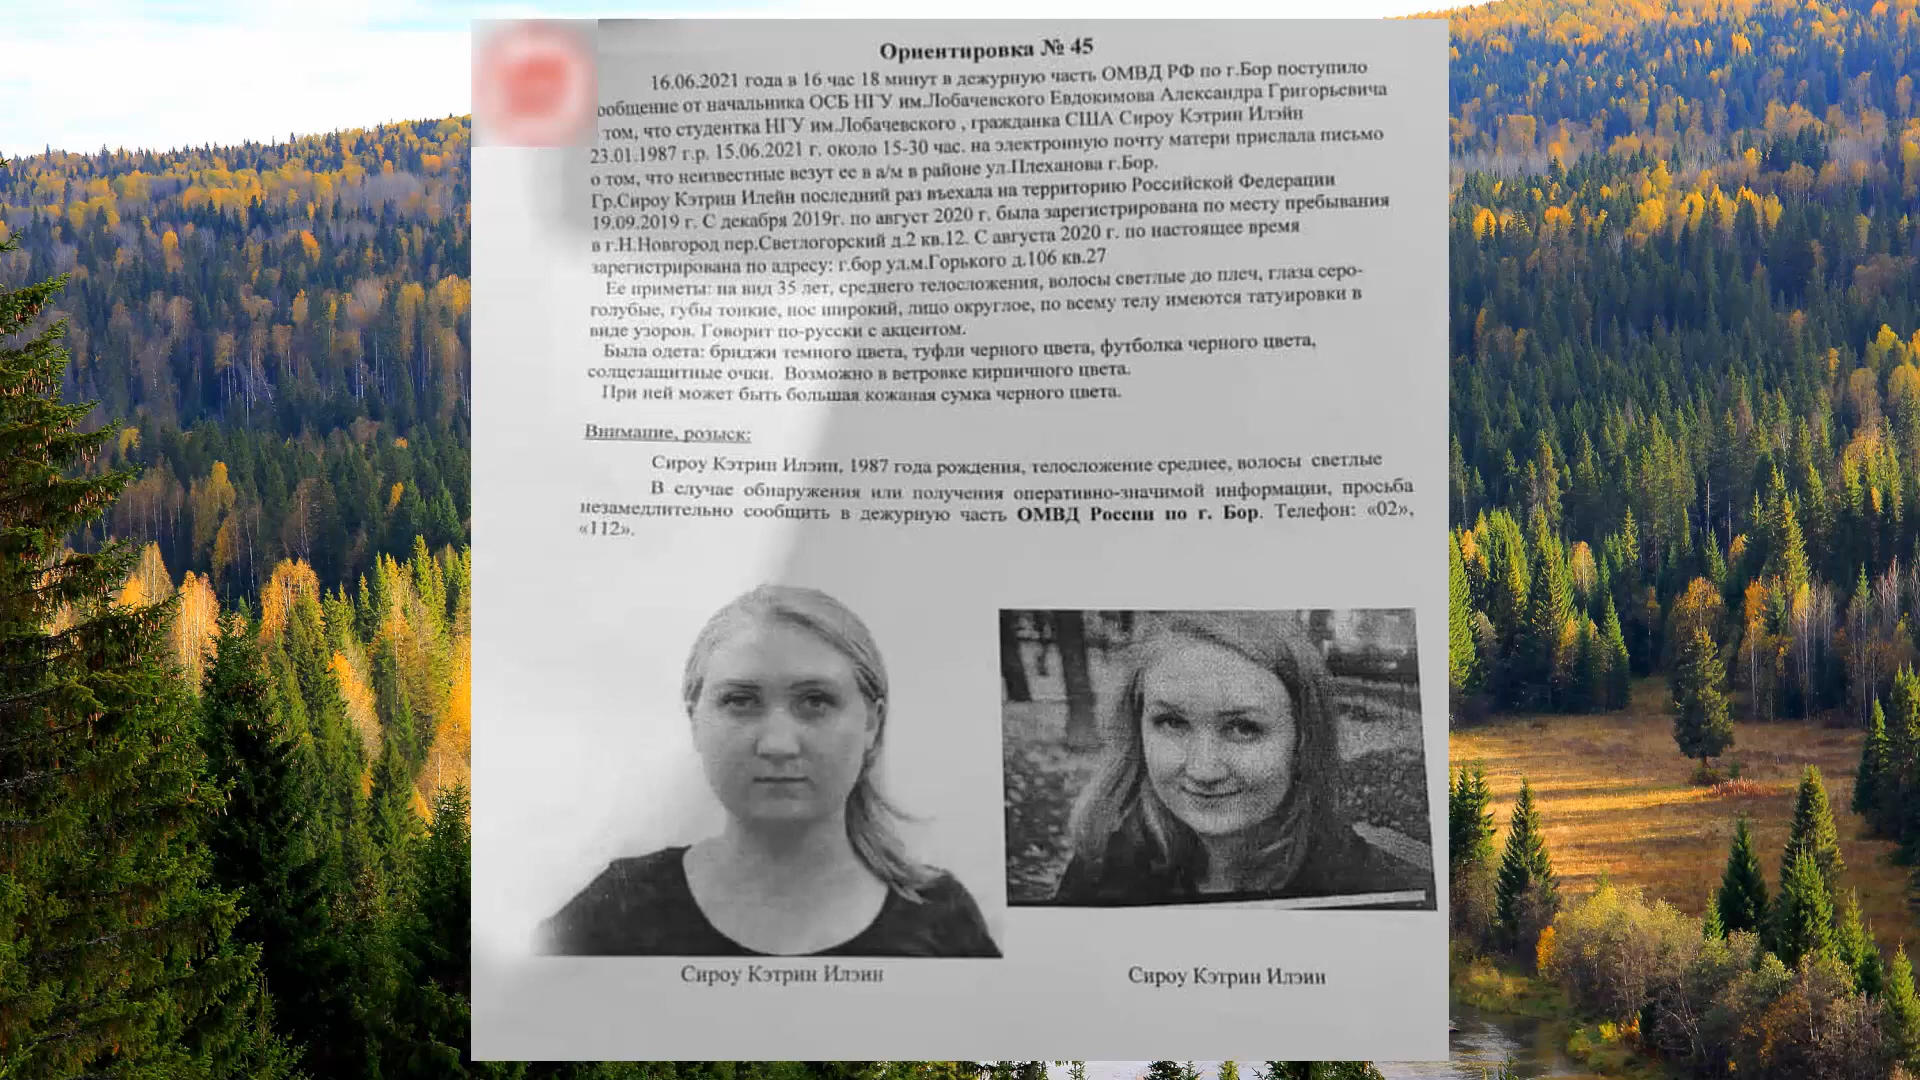 Ориентировка № 45
16.06.2021 года в 16 час 18 минут в дежурную часть ОМВД РФ по г.Бор поступило
ообщение от начальника ОСБ НГУ им.Лобачевского Евдокимова Александра Григорьевича
том, что студентка НГУ им.Лобачевского , гражданка США Сироу Кэтрин Илэйн
23.01.1987 г.р. 15.06.2021 г. около 15-30 час. на электронную почту матери прислала письмо
о том, что неизвестные везут ее в а/м в районе ул.Плеханова г.Бор.
Гр.Сироу Кэтрин Илейн последний раз въехала на территорию Российской Федерации
19.09.2019 г. С декабря 2019г. по август 2020 г. была зарегистрирована по месту пребывания
в г.Н.Новгород пер.Светлогорский д.2 кв.12. С августа 2020 г. по настоящее время
зарегистрирована по адресу: г.бор ул.м.Горького д.106 кв.27
Ее приметы: на вид 35 лет, среднего телосложения, волосы светлые до плеч, глаза серо-
голубые, губы тонкие, нос широкий, лицо округлое, по всему телу имеются татуировки в
виде узоров. Говорит по-русски с акцентом.
Была одета: бриджи темного цвета, туфли черного цвета, футболка черного цвета,
солцезащитные очки. Возможно в ветровке кирпичного цвета.
При ней может быть большая кожаная сумка черного цвета.
Внимание, розыск:
Сироу Кэтрин Илэин, 1987 года рождения, телосложение среднее, волосы светлые
В случае обнаружения или получения оперативно-значимой информации, просьба
незамедлительно сообщить в дежурную часть ОМВД России по г. Бор. Телефон: «02»,
«112».
Сироу Кэтрин Илэин
Сироу Кэтрин Илэин